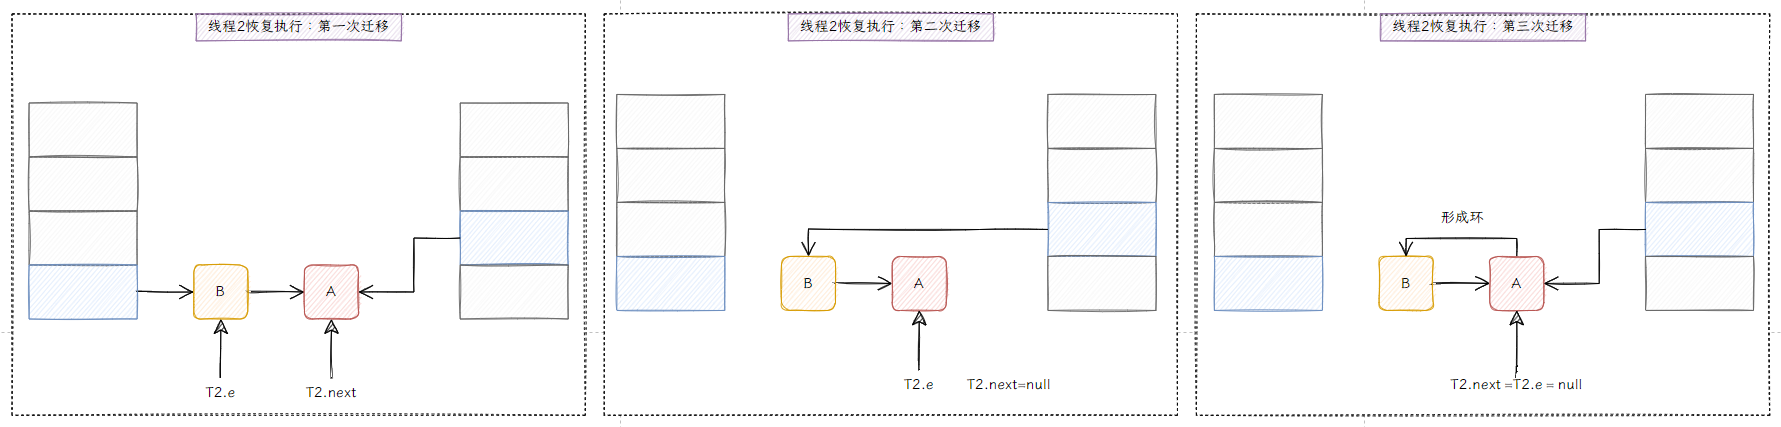 线程2恢复执行：第一次迁移
B
A
T2.e
T2.next
线程2恢复执行：第二次迁移
B
A
T2.e
T2.next=null
线程2恢复执行：第三次迁移
形成环
B
A
T2.next =T2.e = null